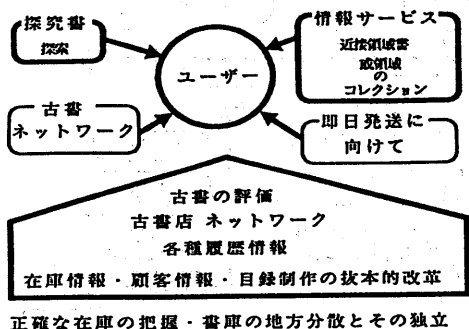 探究書
探索
情報サービス
近接領域書
或領域
の
コレクション
ユーザー
古書
ネットワーク
即日発送に
向けて
古書の評価
古書店 ネットワーク
各種履歴情報
在庫情報・顧客情報・目録制作の抜本的改革
正確な在庫の把握・書庫の地方分散とその独立